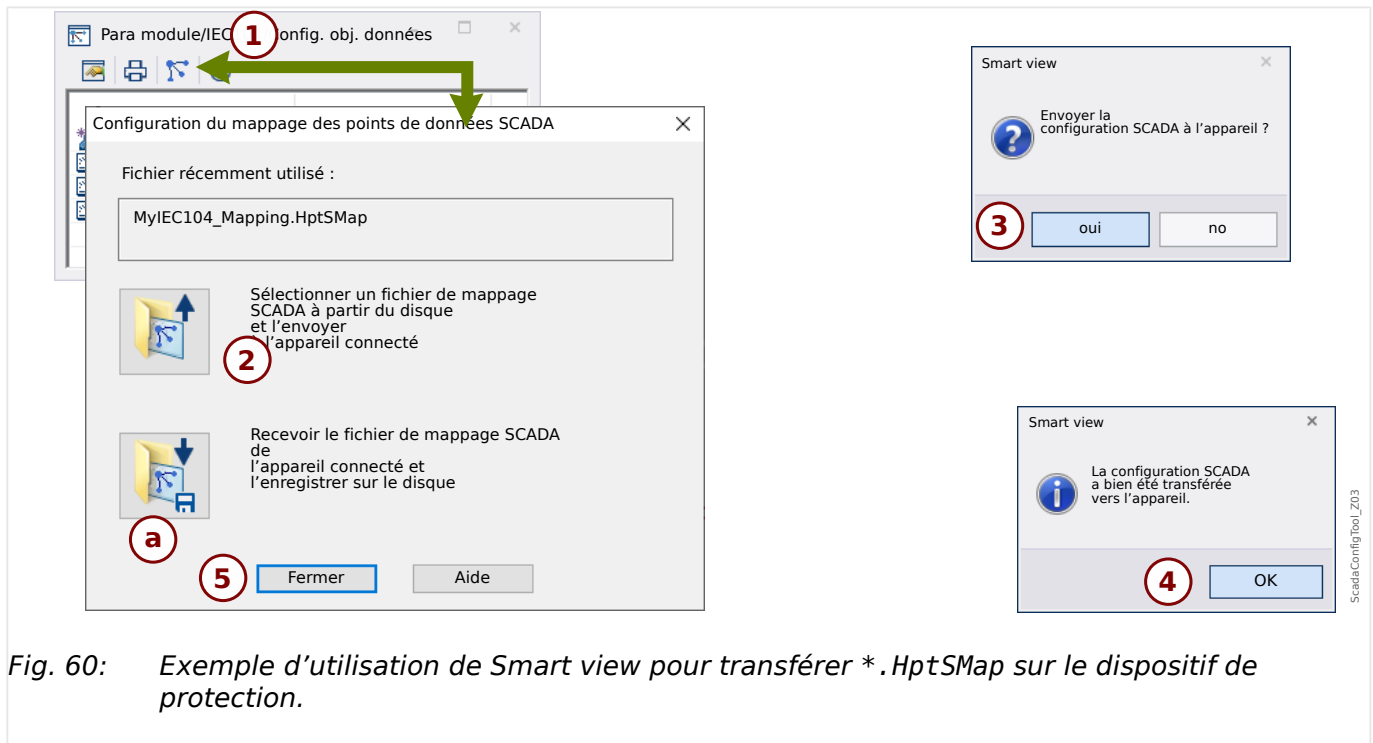 Para module/IEC onfig. obj. données
1
Configuration du mappage des points de données SCADA
Fichier récemment utilisé :
MyIEC104_Mapping.HptSMap
Sélectionner un fichier de mappage
SCADA à partir du disque
et l’envoyer
l’appareil connecté
2
Recevoir le fichier de mappage SCADA
de
l’appareil connecté et
l’enregistrer sur le disque
a
5
Fermer
Aide
Smart view
Envoyer la
configuration SCADA à l’appareil ?
3
oui
no
Smart view
La configuration SCADA
a bien été transférée
vers l’appareil.
4
OK
ScadaConfigTool_Z03
Fig. 60: Exemple d’utilisation de Smart view pour transférer *.HptSMap sur le dispositif de
protection.